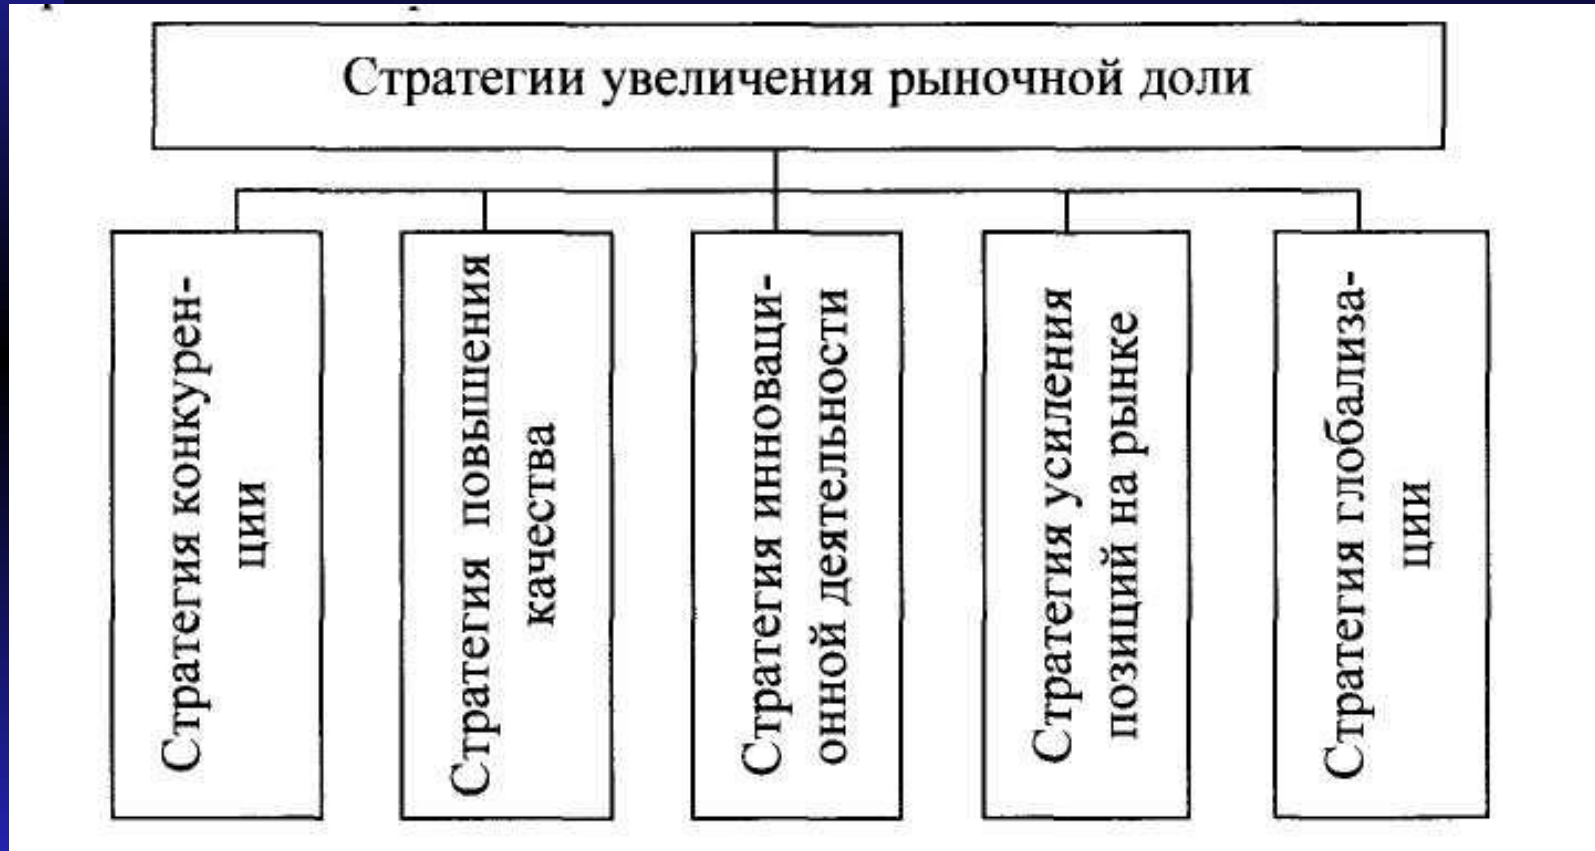 Стратегии увеличения рыночной доли
Стратегия конкурен-
ции
Стратегия повышения
качества
Стратегия инноваци-
онной деятельности
Стратегия усиления
позиций на рынке
Стратегия глобализа-
ции